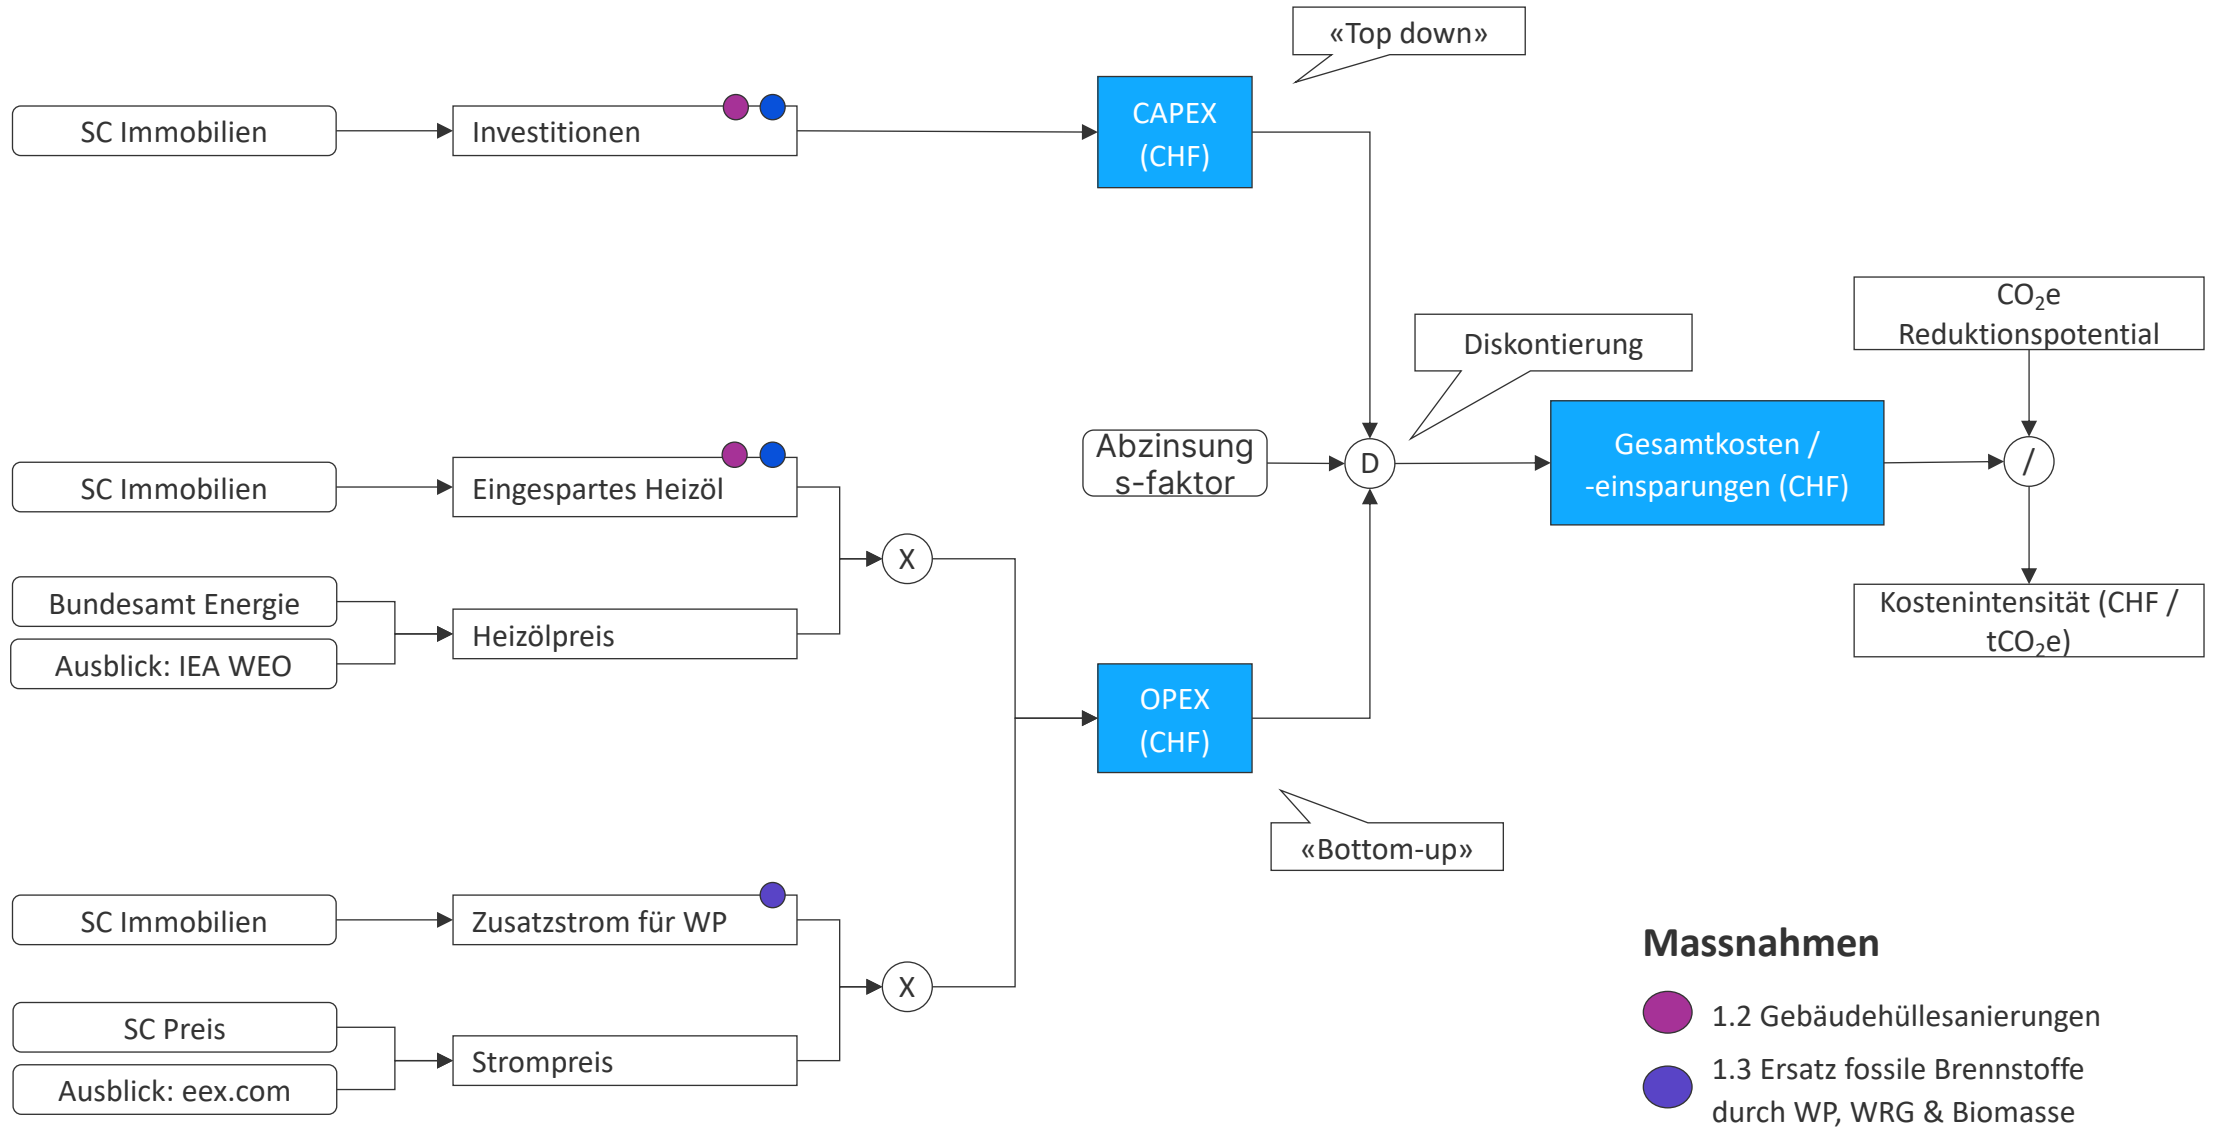 «Top down»
SC Immobilien
Investitionen
CAPEX
(CHF)
CO₂e
Reduktionspotential
Diskontierung
Abzinsung
s-faktor
D
Gesamtkosten /
-einsparungen (CHF)
/
SC Immobilien
Eingespartes Heizöl
X
Bundesamt Energie
Ausblick: IEA WEO
Heizölpreis
Kostenintensität (CHF /
tCO₂e)
OPEX
(CHF)
«Bottom-up»
SC Immobilien
Zusatzstrom für WP
X
SC Preis
Ausblick: eex.com
Strompreis
Massnahmen
1.2 Gebäudehüllesanierungen
1.3 Ersatz fossile Brennstoffe
durch WP, WRG & Biomasse